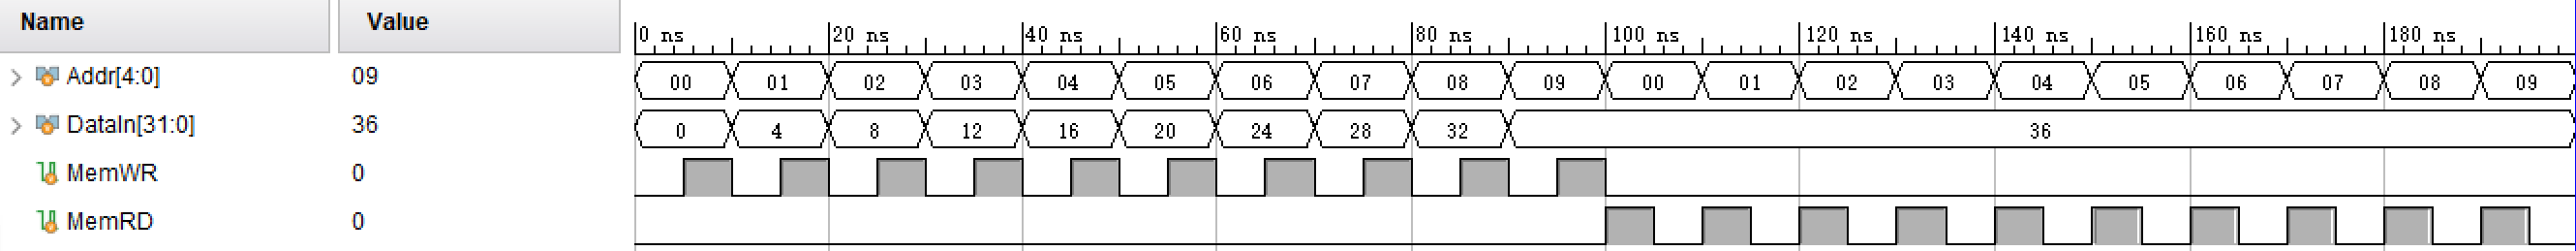 Name Value 0 ns 20 ns 40 ns 60 ns 80 ns 100 ns 120 ns 140 ns 160 ns 180 ns
Addr[4:0] 09 00 01 02 03 04 05 06 07 08 09 00 01 02 03 04 05 06 07 08 09
DataIn[31:0] 36 0 4 8 12 16 20 24 28 32 36
MemWR 0
MemRD 0